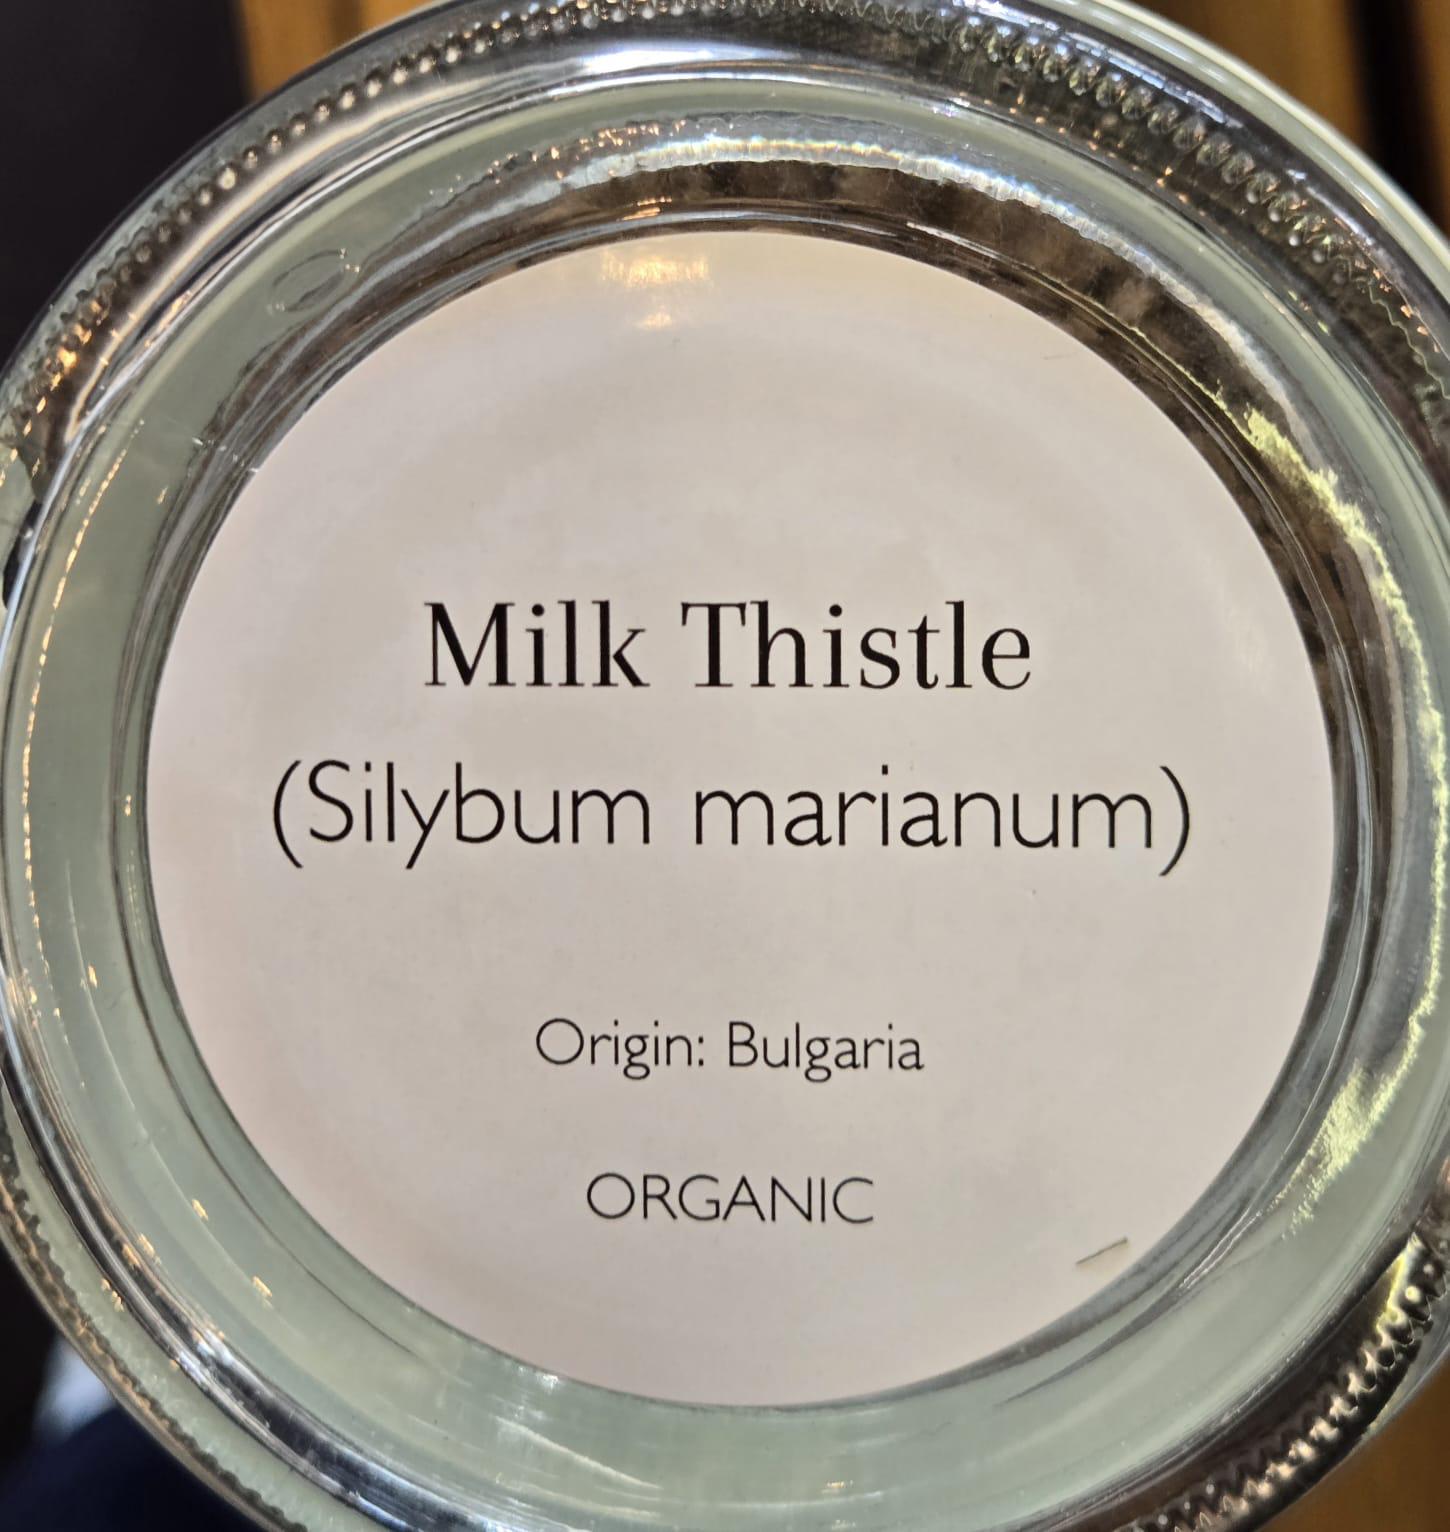 Milk Thistle
(Silybum marianum)
Origin: Bulgaria
ORGANIC